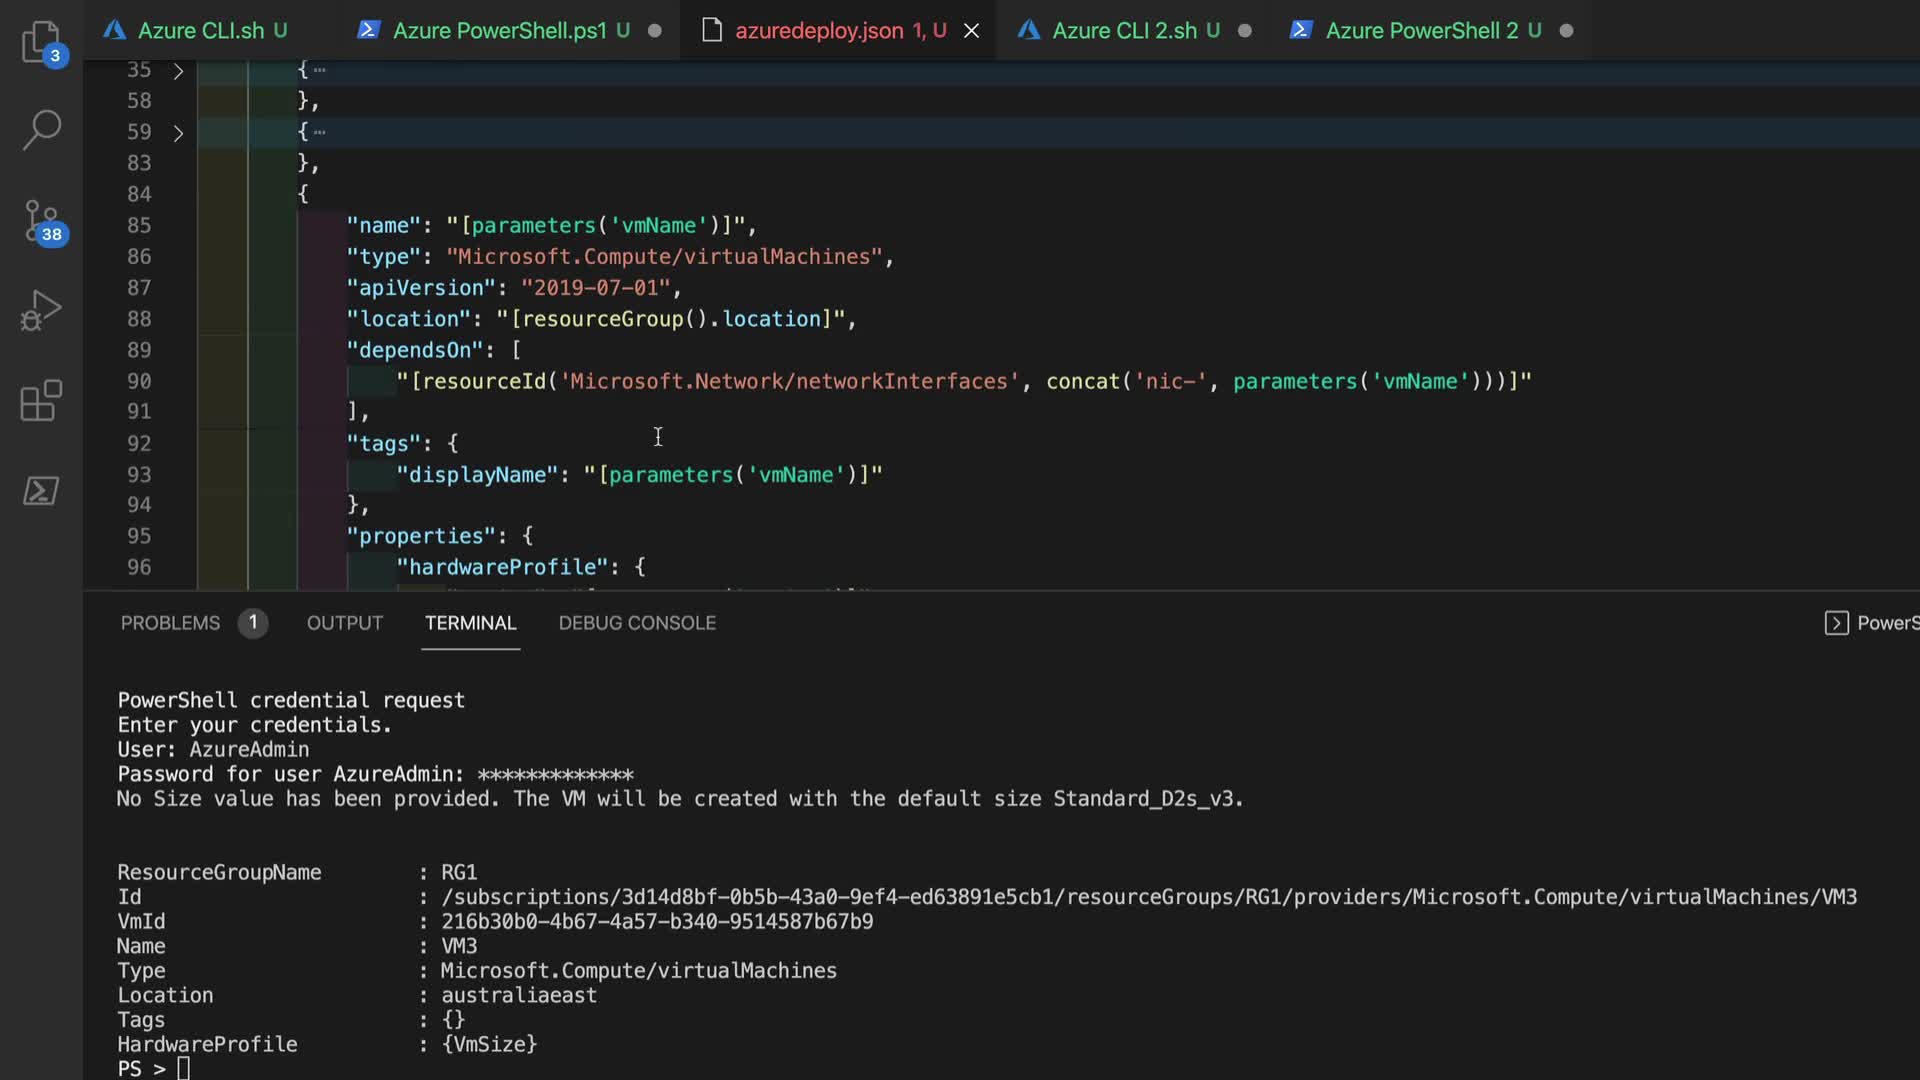 Azure CLI.sh U
Azure PowerShell.ps1 U
azuredeploy.json 1, U
Azure CLI 2.sh U
Azure PowerShell 2 U
3
38
35 { ...
58 },
59 { ...
83 },
84 {
85 "name": "[parameters('vmName')]",
86 "type": "Microsoft.Compute/virtualMachines",
87 "apiVersion": "2019-07-01",
88 "location": "[resourceGroup().location]",
89 "dependsOn": [
90 "[resourceId('Microsoft.Network/networkInterfaces', concat('nic-', parameters('vmName')))]"
91 ],
92 "tags": {
93 "displayName": "[parameters('vmName')]"
94 },
95 "properties": {
96 "hardwareProfile": {
PROBLEMS 1 OUTPUT TERMINAL DEBUG CONSOLE PowerS
PowerShell credential request
Enter your credentials.
User: AzureAdmin
Password for user AzureAdmin: *************
No Size value has been provided. The VM will be created with the default size Standard_D2s_v3.
ResourceGroupName : RG1
Id : /subscriptions/3d14d8bf-0b5b-43a0-9ef4-ed63891e5cb1/resourceGroups/RG1/providers/Microsoft.Compute/virtualMachines/VM3
VmId : 216b30b0-4b67-4a57-b340-9514587b67b9
Name : VM3
Type : Microsoft.Compute/virtualMachines
Location : australiaeast
Tags : {}
HardwareProfile : {VmSize}
PS >